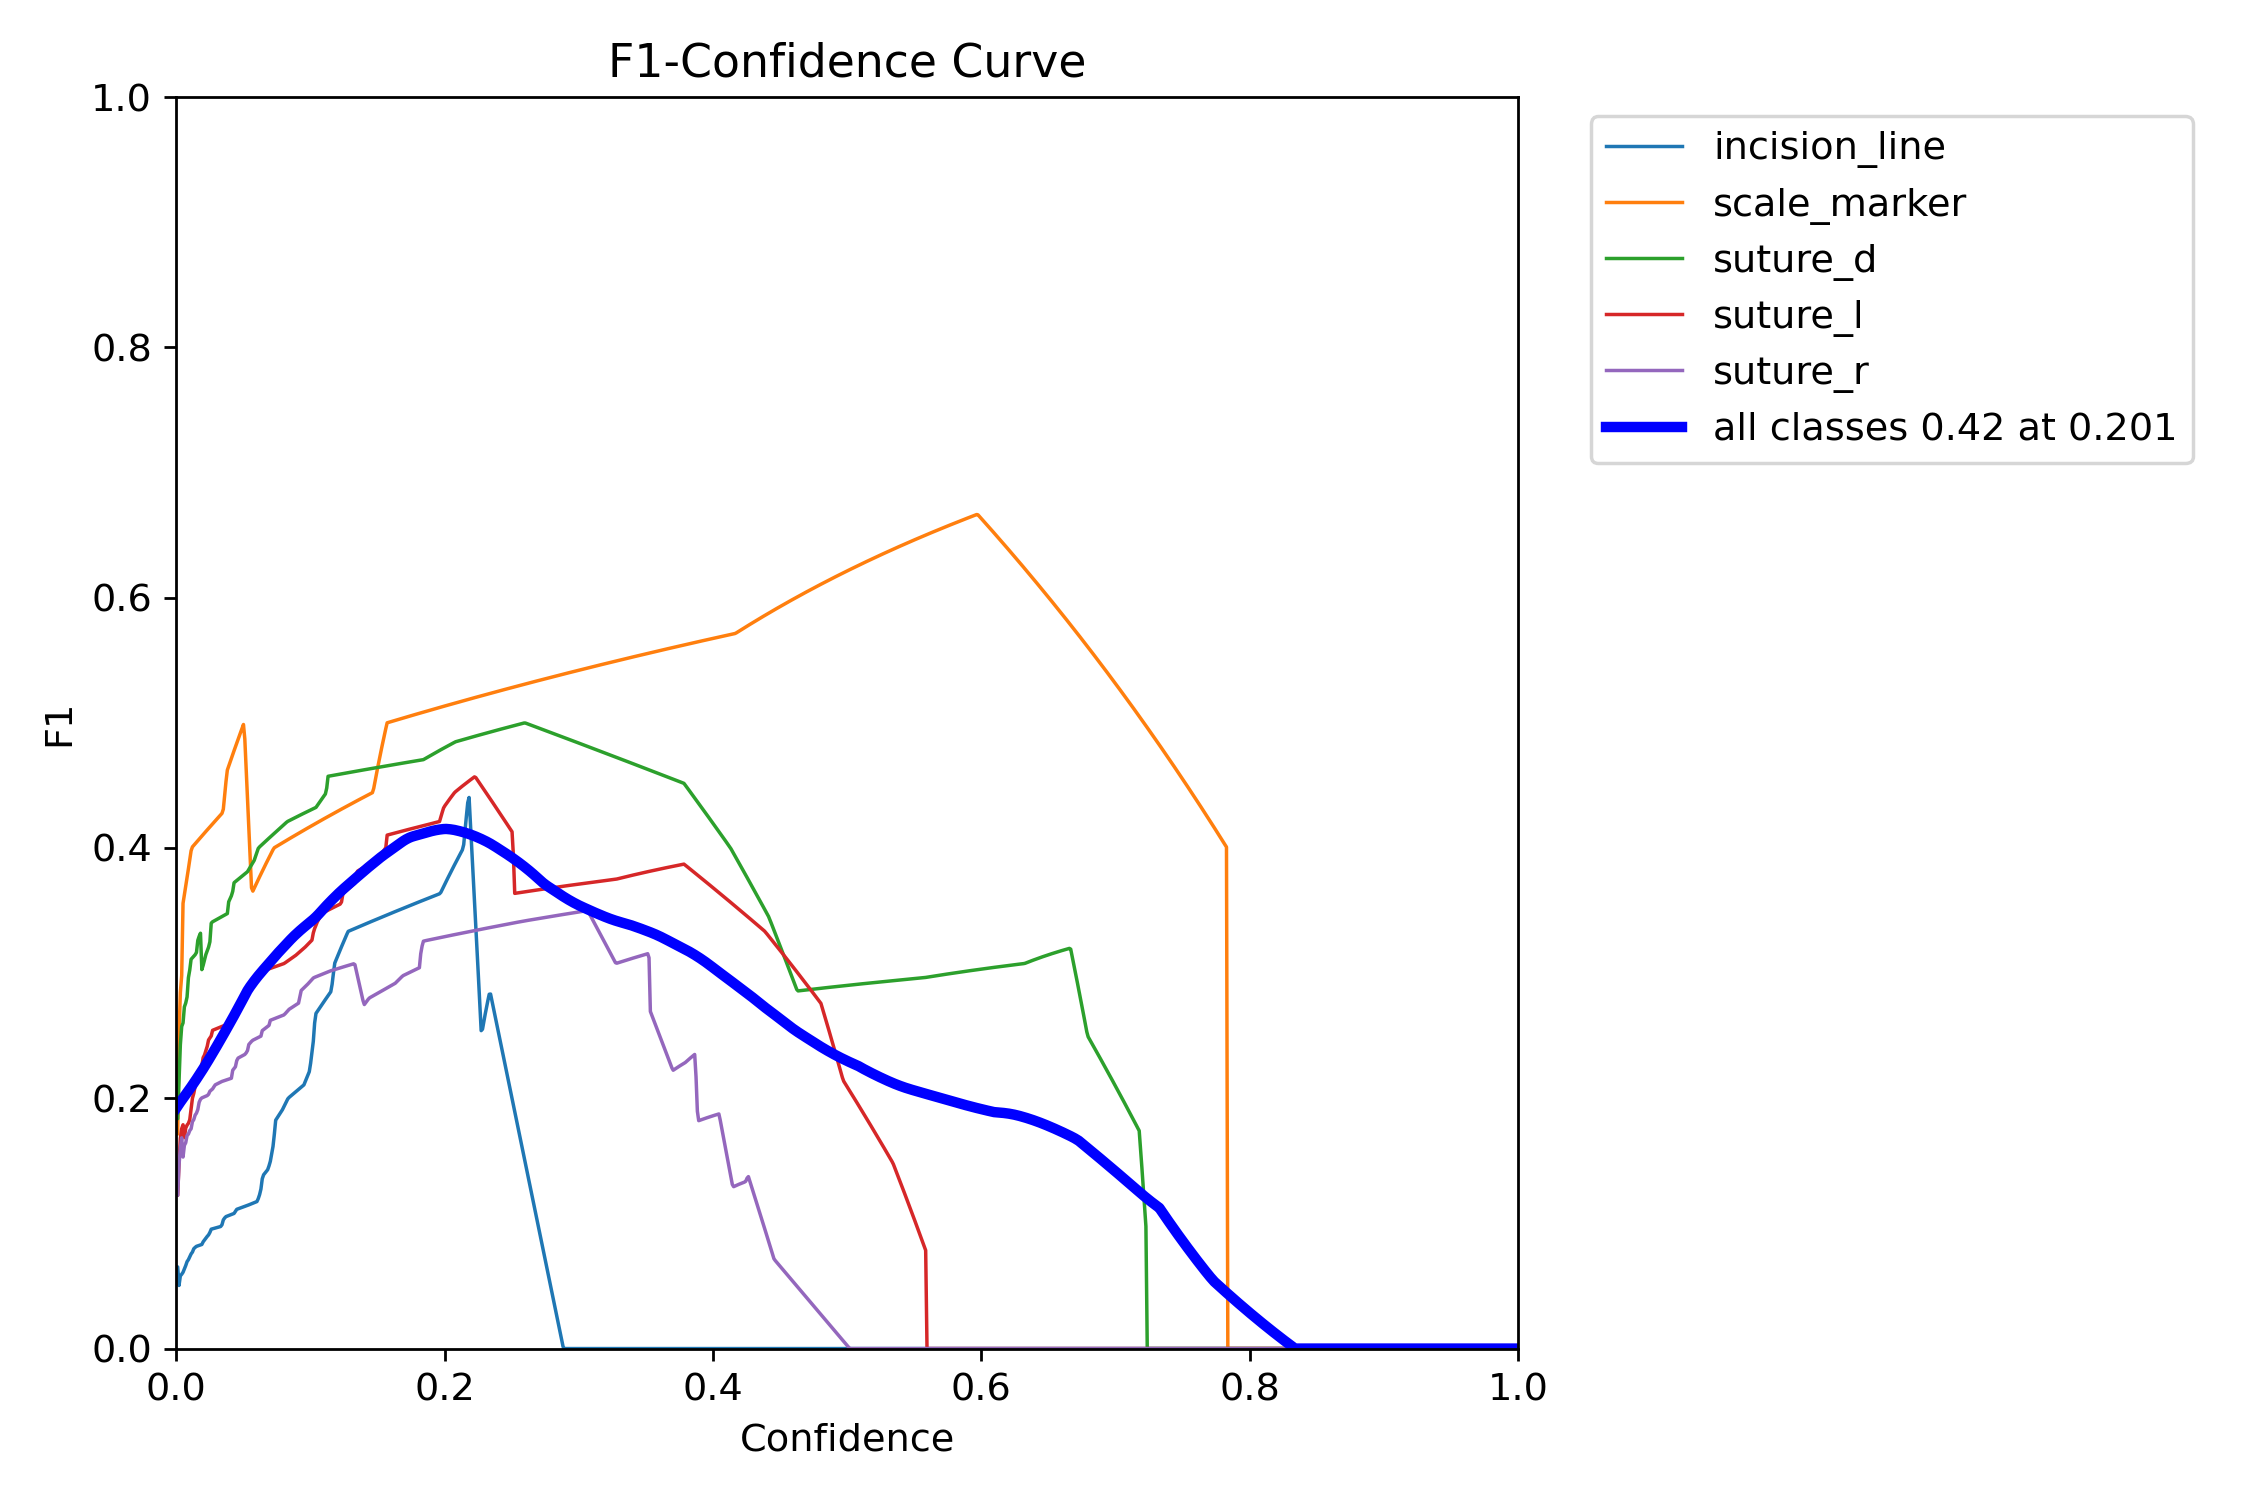 F1-Confidence Curve
1.0
0.8
0.6
0.4
0.2
0.0
F1
0.0 0.2 0.4 0.6 0.8 1.0
Confidence
incision_line
scale_marker
suture_d
suture_l
suture_r
all classes 0.42 at 0.201